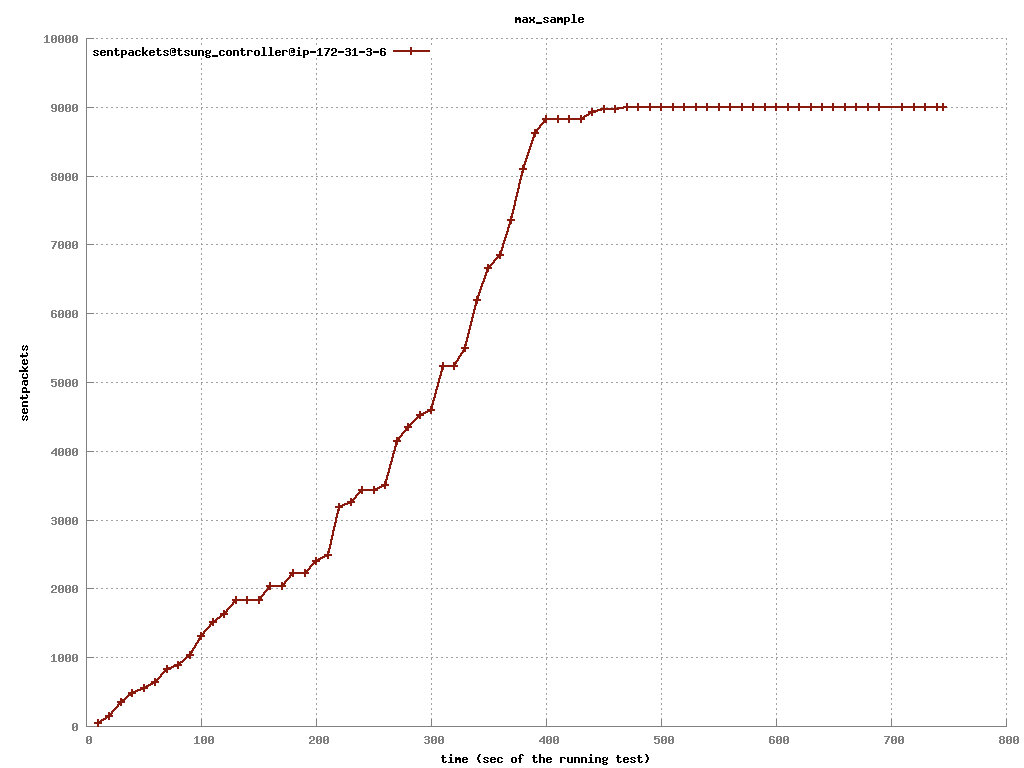 max_sample
10000
sentpackets@tsung_controller@ip-172-31-3-6
9000
8000
7000
6000
sentpackets
5000
4000
3000
2000
1000
0
0 100 200 300 400 500 600 700 800
time (sec of the running test)